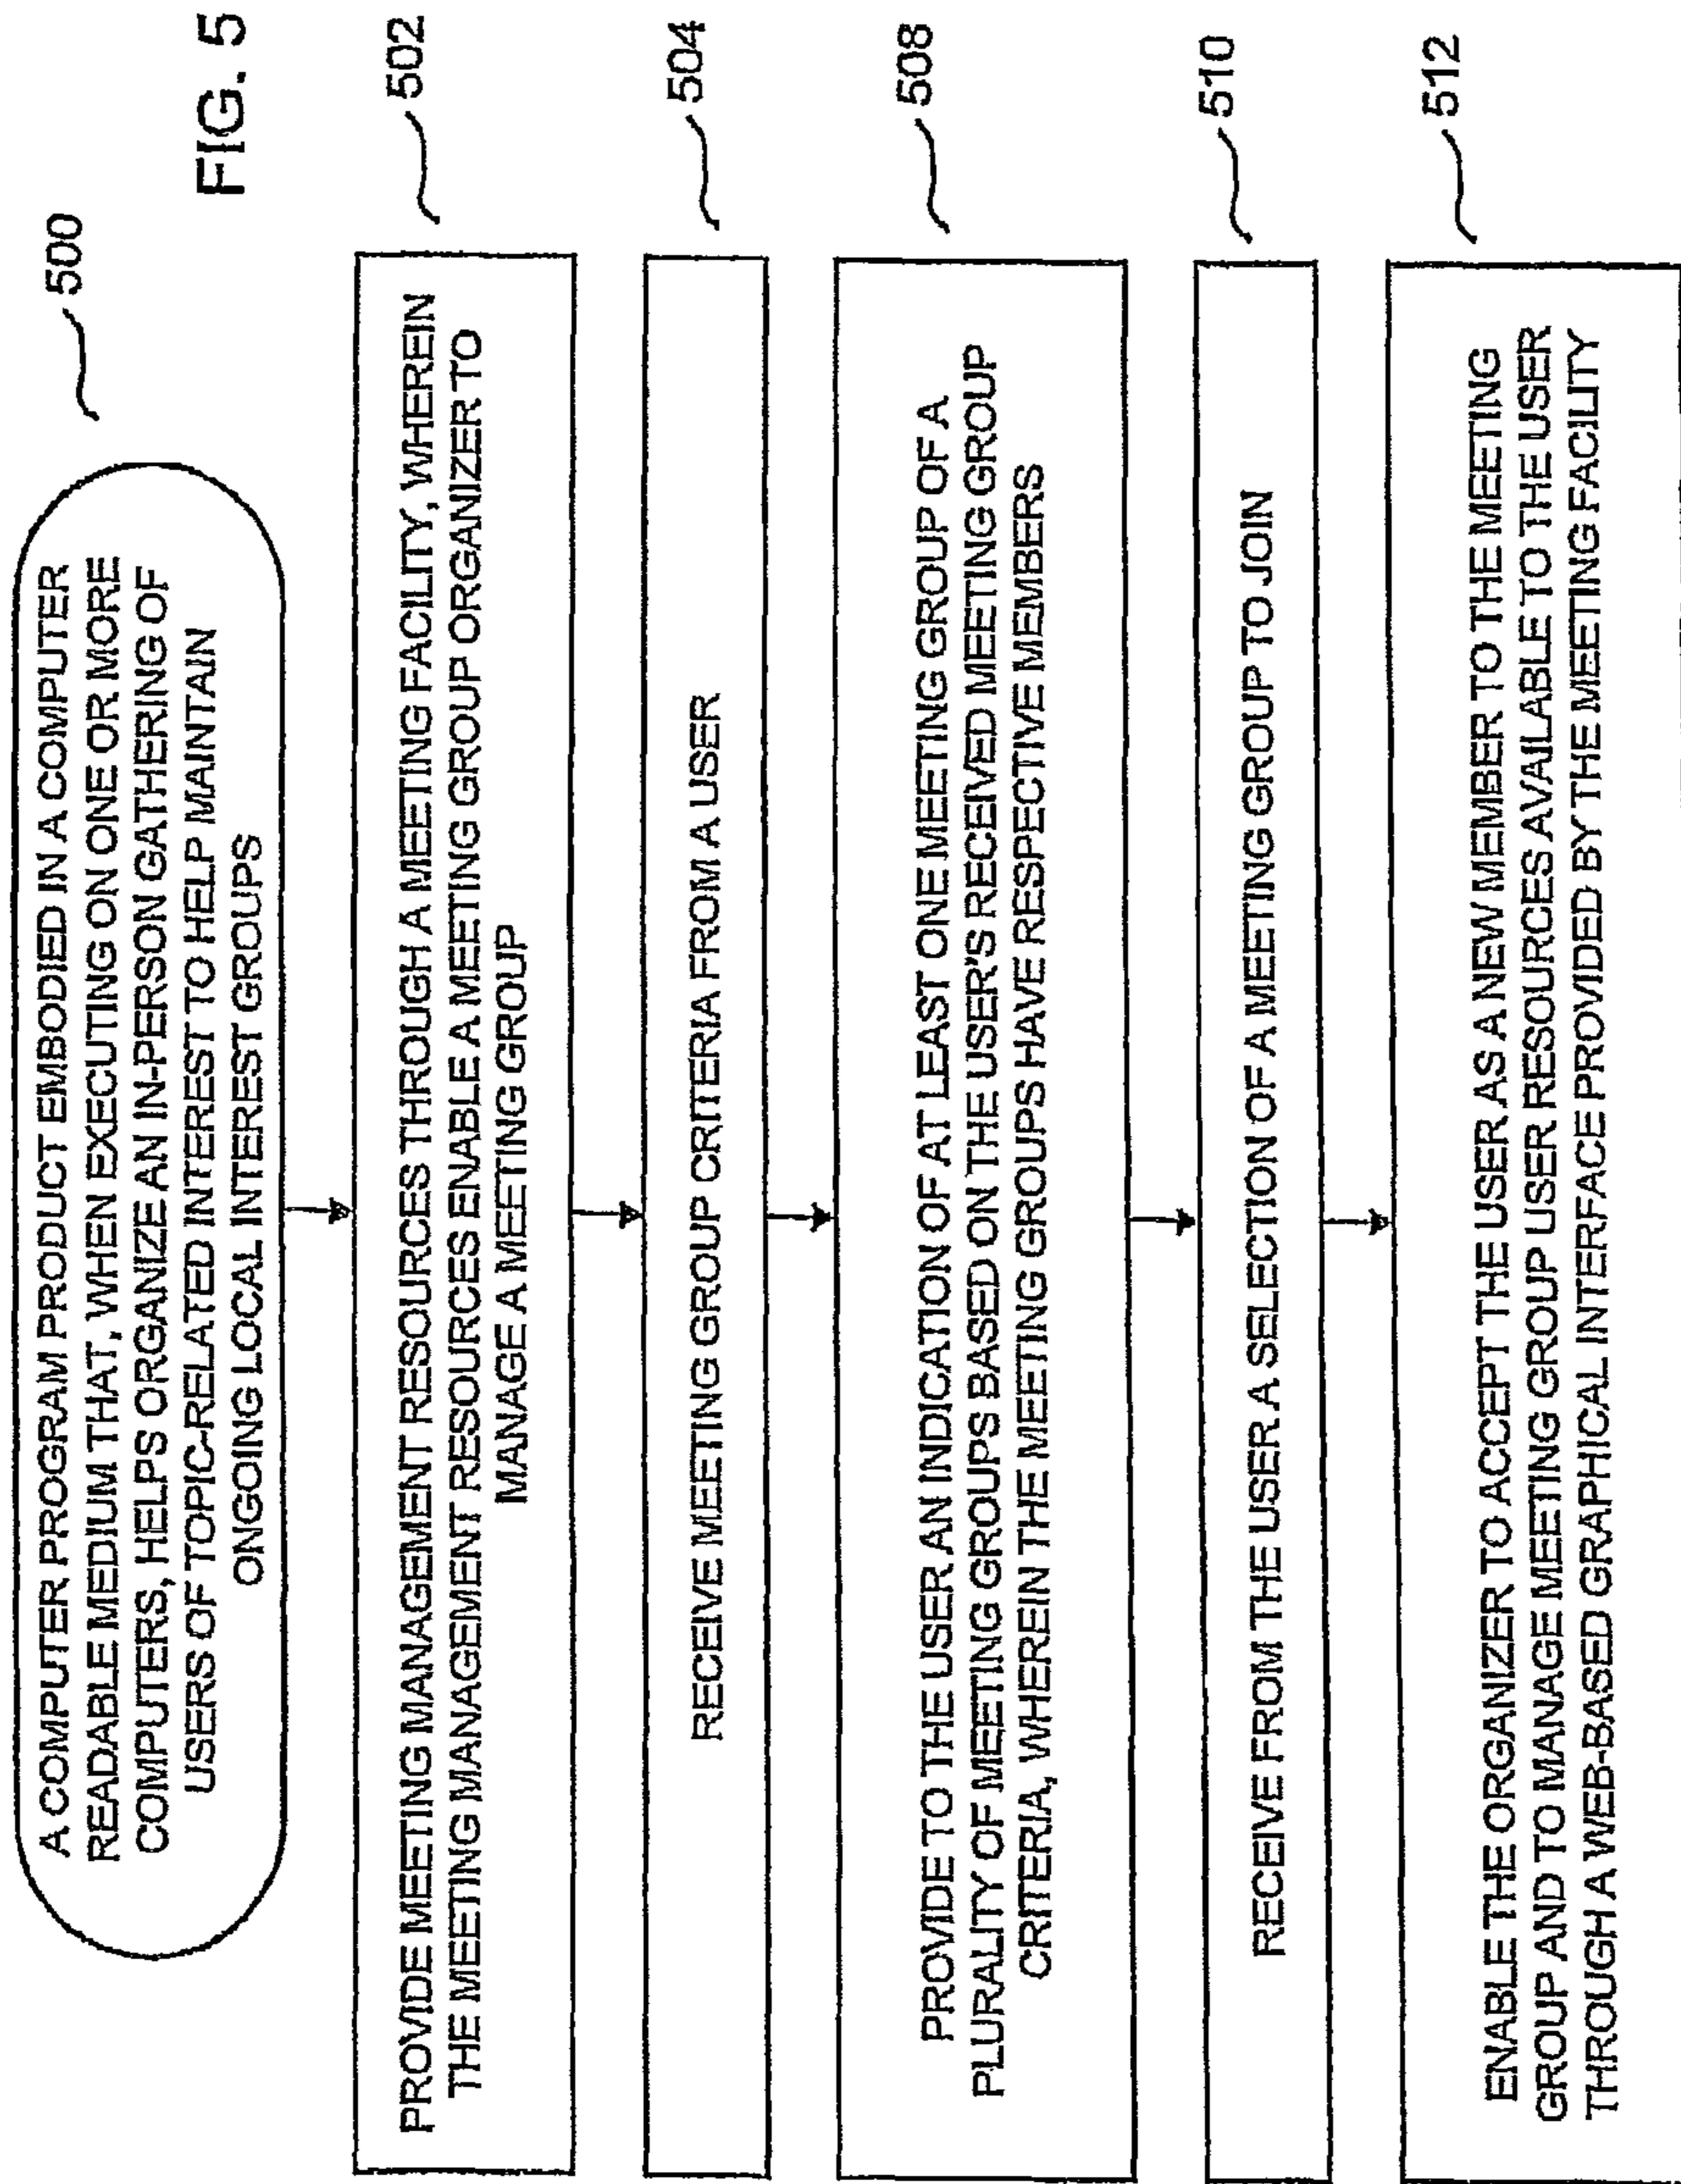 FIG. 5
500
A COMPUTER PROGRAM PRODUCT EMBODIED IN A COMPUTER
READABLE MEDIUM THAT, WHEN EXECUTING ON ONE OR MORE
COMPUTERS, HELPS ORGANIZE AN IN-PERSON GATHERING OF
USERS OF TOPIC-RELATED INTEREST TO HELP MAINTAIN
ONGOING LOCAL INTEREST GROUPS
502
PROVIDE MEETING MANAGEMENT RESOURCES THROUGH A MEETING FACILITY, WHEREIN
THE MEETING MANAGEMENT RESOURCES ENABLE A MEETING GROUP ORGANIZER TO
MANAGE A MEETING GROUP
504
RECEIVE MEETING GROUP CRITERIA FROM A USER
508
PROVIDE TO THE USER AN INDICATION OF AT LEAST ONE MEETING GROUP OF A
PLURALITY OF MEETING GROUPS BASED ON THE USER'S RECEIVED MEETING GROUP
CRITERIA, WHEREIN THE MEETING GROUPS HAVE RESPECTIVE MEMBERS
510
RECEIVE FROM THE USER A SELECTION OF A MEETING GROUP TO JOIN
512
ENABLE THE ORGANIZER TO ACCEPT THE USER AS A NEW MEMBER TO THE MEETING
GROUP AND TO MANAGE MEETING GROUP USER RESOURCES AVAILABLE TO THE USER
THROUGH A WEB-BASED GRAPHICAL INTERFACE PROVIDED BY THE MEETING FACILITY